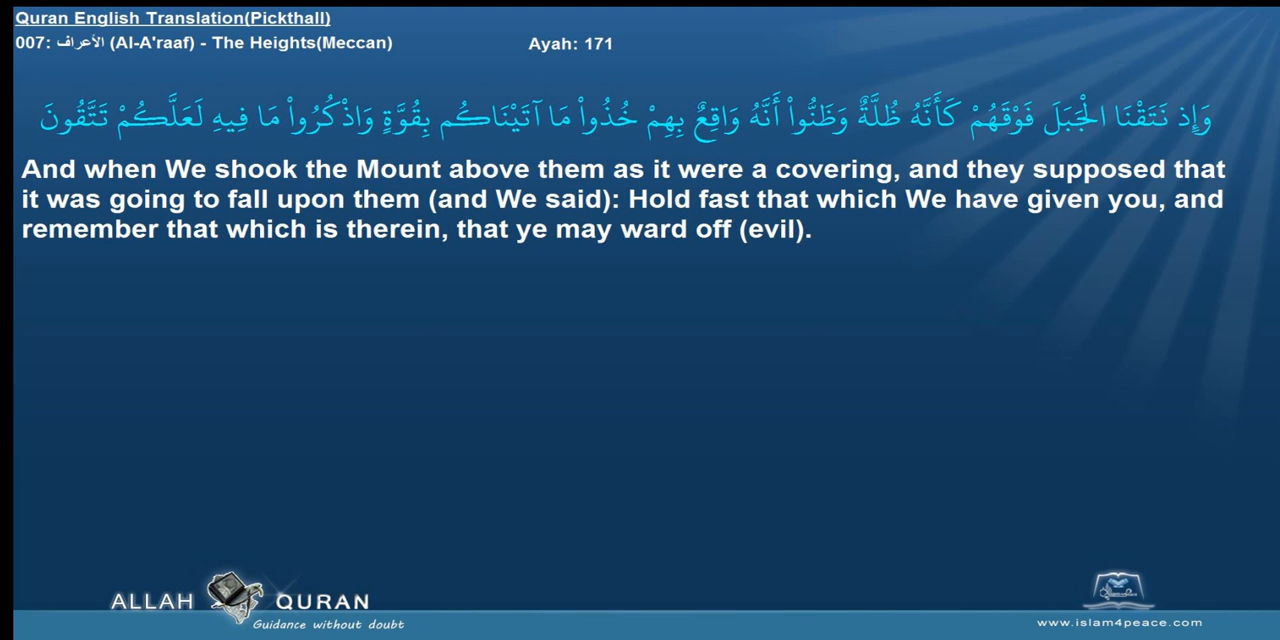 Quran English Translation(Pickthall)
007: الأعراف (Al-A'raaf) - The Heights(Meccan) Ayah: 171
وَإِذ نَتَقْنَا الْجَبَلَ فَوْقَهُمْ كَأَنَّهُ ظُلَّةٌ وَظَنُّواْ أَنَّهُ وَاقِعٌ بِهِمْ خُذُواْ مَا آتَيْنَاكُم بِقُوَّةٍ وَاذْكُرُواْ مَا فِيهِ لَعَلَّكُمْ تَتَّقُونَ
And when We shook the Mount above them as it were a covering, and they supposed that
it was going to fall upon them (and We said): Hold fast that which We have given you, and
remember that which is therein, that ye may ward off (evil).
ALLAH QURAN
Guidance without doubt
www.islam4peace.com